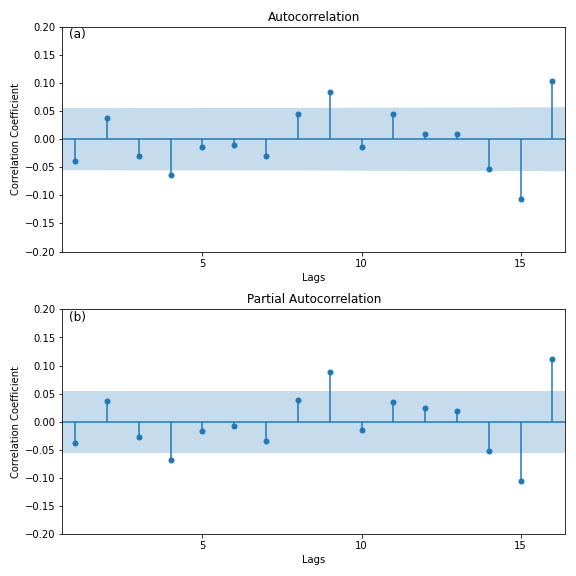 Autocorrelation
(a)
0.20
0.15
0.10
0.05
0.00
−0.05
−0.10
−0.15
−0.20
Correlation Coefficient
5 10 15
Lags
Partial Autocorrelation
(b)
0.20
0.15
0.10
0.05
0.00
−0.05
−0.10
−0.15
−0.20
Correlation Coefficient
5 10 15
Lags